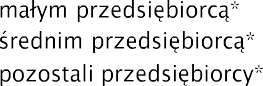 małym przedsiębiorcą*
średnim przedsiębiorcą*
pozostali przedsiębiorcy*